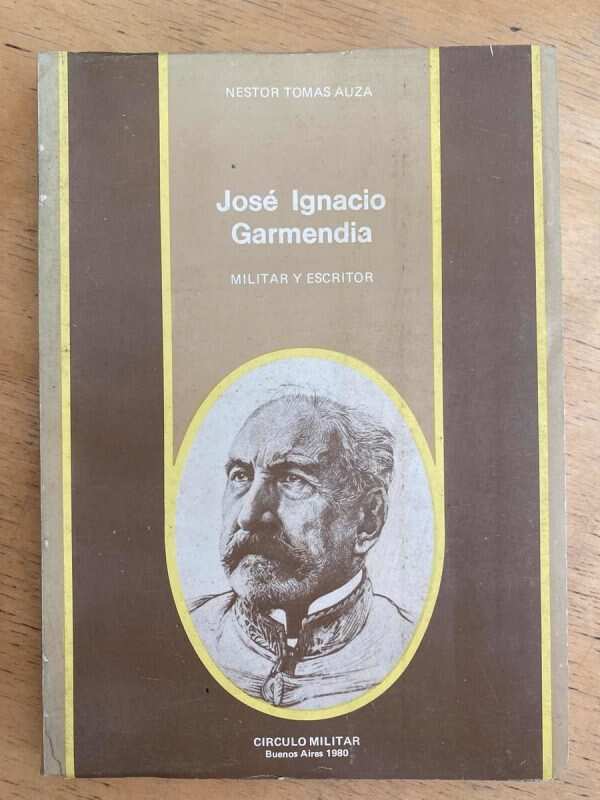 NESTOR TOMAS AUZA
José Ignacio
Garmendia
MILITAR Y ESCRITOR
CIRCULO MILITAR
Buenos Aires 1980